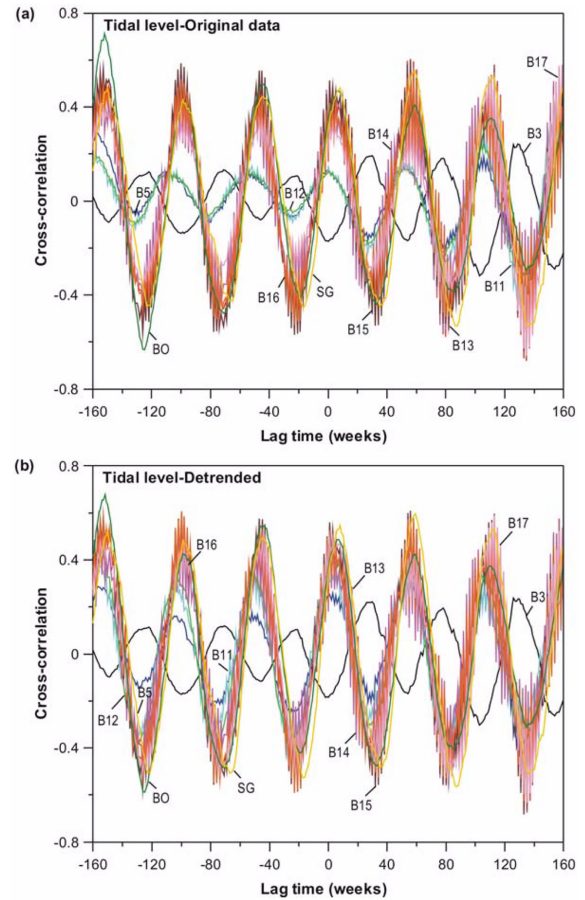 (a)
Tidal level-Original data
B17
0.8
B14
B3
0.4
B5
B12
0
Cross-correlation
-0.4
B16
SG
B11
B15
B13
BO
-0.8
-160 -120 -80 -40 0 40 80 120 160
Lag time (weeks)
(b)
Tidal level-Detrended
0.8
B16
B17
B13
0.4
B3
B11
0
Cross-correlation
B5
B12
B14
-0.4
SG
BO
B15
-0.8
-160 -120 -80 -40 0 40 80 120 160
Lag time (weeks)